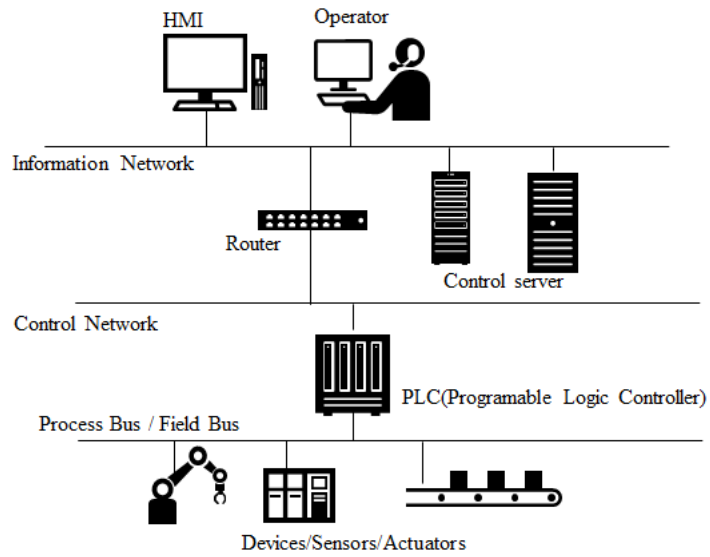 HMI
Operator
Information Network
Router
Control server
Control Network
PLC(Programable Logic Controller)
Process Bus / Field Bus
Devices/Sensors/Actuators